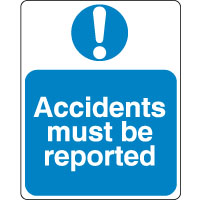 Accidents
must be
reported